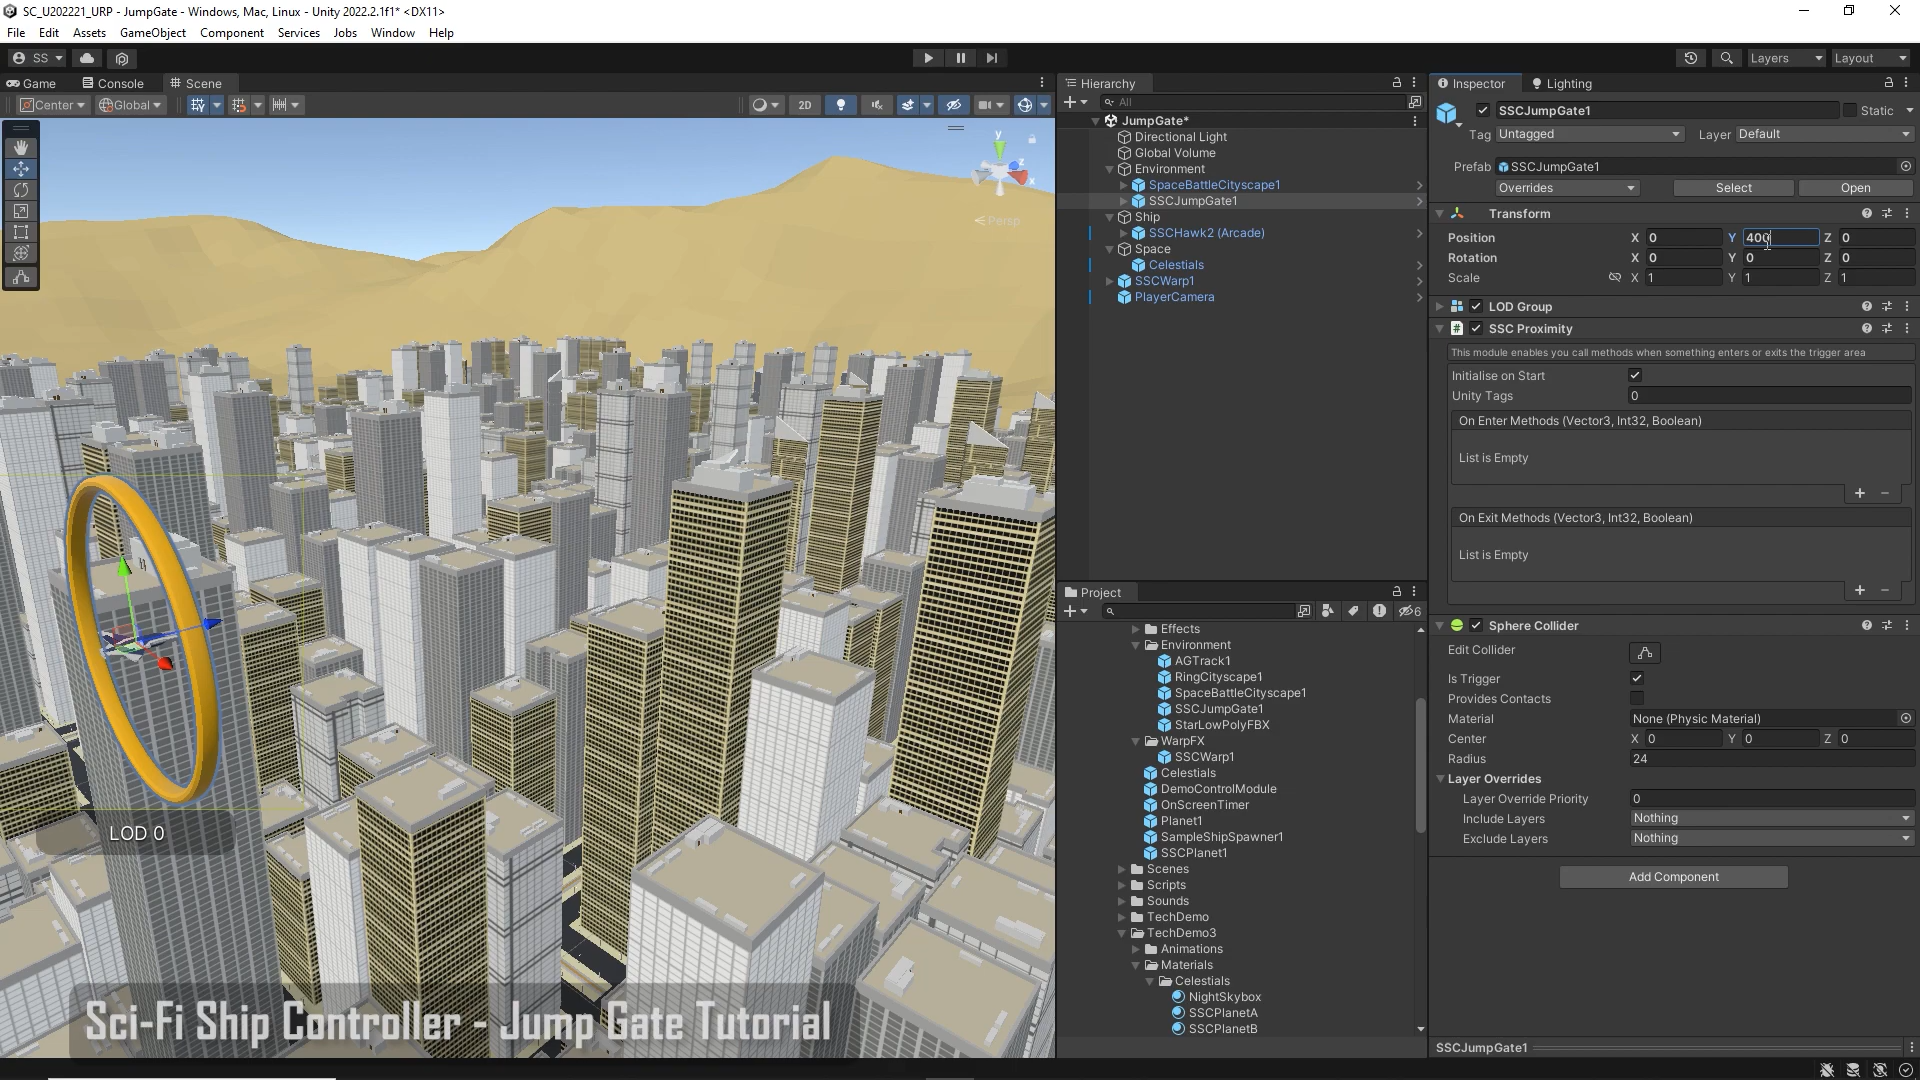 SC_U202221_URP - JumpGate - Windows, Mac, Linux - Unity 2022.2.1f1* <DX11>
File Edit Assets GameObject Component Services Jobs Window Help
SS
Layers Layout
Game Console Scene
Center Global 2D
y
z
x
Persp
LOD 0
Sci-Fi Ship Controller - Jump Gate Tutorial
Hierarchy
All
JumpGate*
Directional Light
Global Volume
Environment
SpaceBattleCityscape1
SSCJumpGate1
Ship
SSCHawk2 (Arcade)
Space
Celestials
SSCWarp1
PlayerCamera
Project
6
Effects
Environment
AGTrack1
RingCityscape1
SpaceBattleCityscape1
SSCJumpGate1
StarLowPolyFBX
WarpFX
SSCWarp1
Celestials
DemoControlModule
OnScreenTimer
Planet1
SampleShipSpawner1
SSCPlanet1
Scenes
Scripts
Sounds
TechDemo
TechDemo3
Animations
Materials
Celestials
NightSkybox
SSCPlanetA
SSCPlanetB
Inspector Lighting
SSCJumpGate1 Static
Tag Untagged Layer Default
Prefab SSCJumpGate1
Overrides Select Open
Transform
Position X 0 Y 400 Z 0
Rotation X 0 Y 0 Z 0
Scale X 1 Y 1 Z 1
LOD Group
SSC Proximity
This module enables you call methods when something enters or exits the trigger area
Initialise on Start
Unity Tags 0
On Enter Methods (Vector3, Int32, Boolean)
List is Empty
On Exit Methods (Vector3, Int32, Boolean)
List is Empty
Sphere Collider
Edit Collider
Is Trigger
Provides Contacts
Material None (Physic Material)
Center X 0 Y 0 Z 0
Radius 24
Layer Overrides
Layer Override Priority 0
Include Layers Nothing
Exclude Layers Nothing
Add Component
SSCJumpGate1